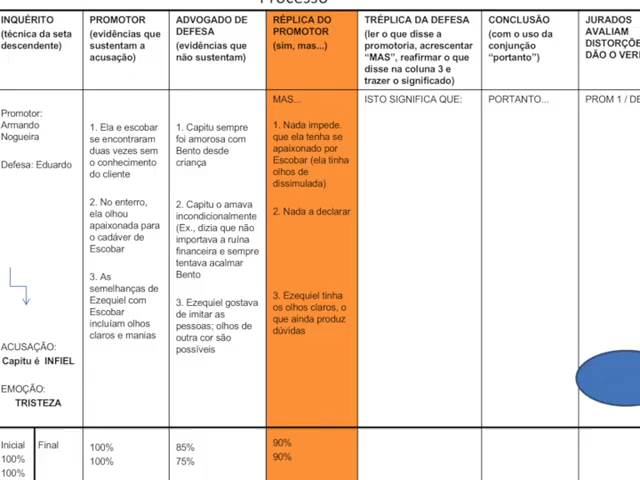 Processo
INQUÉRITO
(técnica da seta
descendente)
PROMOTOR
(evidências que
sustentam a
acusação)
ADVOGADO DE
DEFESA
(evidências que
não sustentam)
RÉPLICA DO
PROMOTOR
(sim, mas...)
TRÉPLICA DA DEFESA
(ler o que disse a
promotoria, acrescentar
“MAS”, reafirmar o que
disse na coluna 3 e
trazer o significado)
CONCLUSÃO
(com o uso da
conjunção
“portanto”)
JURADOS
AVALIAM
DISTORÇÕE
DÃO O VERI
Promotor:
Armando
Nogueira
Defesa: Eduardo
ACUSAÇÃO:
Capitu é INFIEL
EMOÇÃO:
TRISTEZA
1. Ela e escobar
se encontraram
duas vezes sem
o conhecimento
do cliente
2. No enterro,
ela olhou
apaixonada para
o cadáver de
Escobar
3. As
semelhanças de
Ezequiel com
Escobar
incluíam olhos
claros e manias
1. Capitu sempre
foi amorosa com
Bento desde
criança
2. Capitu o amava
incondicionalmente
(Ex., dizia que não
importava a ruína
financeira e sempre
tentava acalmar
Bento
3. Ezequiel gostava
de imitar as
pessoas; olhos de
outra cor são
possíveis
MAS...
1. Nada impede.
que ela tenha se
apaixonado por
Escobar (ela tinha
olhos de
dissimulada)
2. Nada a declarar
3. Ezequiel tinha
os olhos claros, o
que ainda produz
dúvidas
ISTO SIGNIFICA QUE:
PORTANTO...
PROM 1 / DE
Inicial
100%
100%
Final
100%
100%
85%
75%
90%
90%